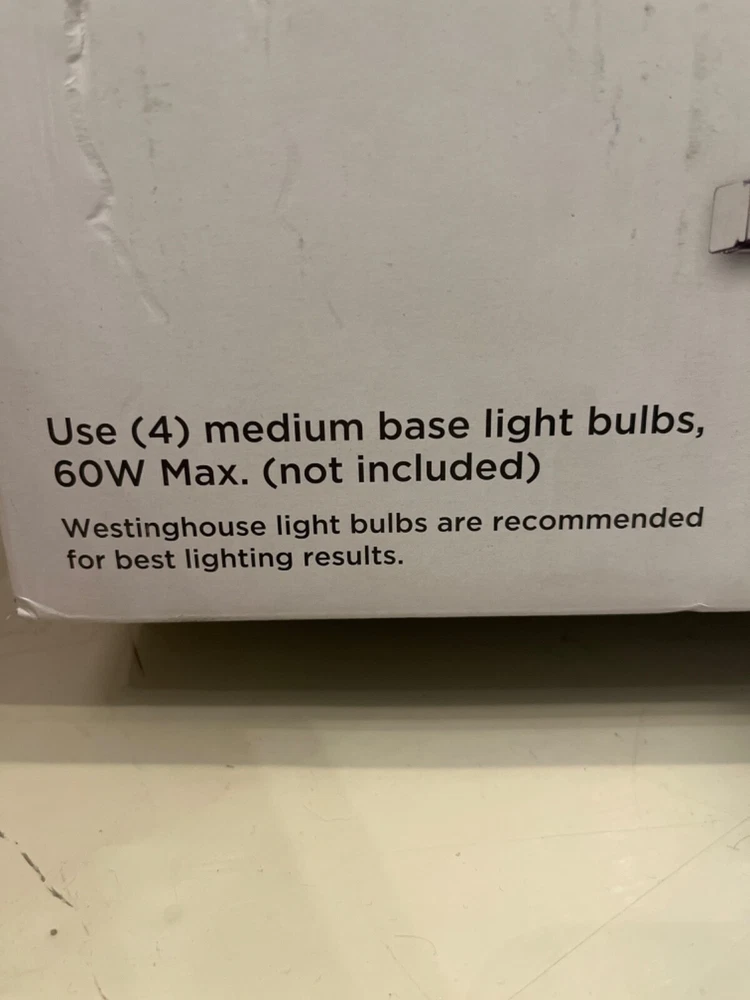 Use (4) medium base light bulbs,
60W Max. (not included)
Westinghouse light bulbs are recommended
for best lighting results.